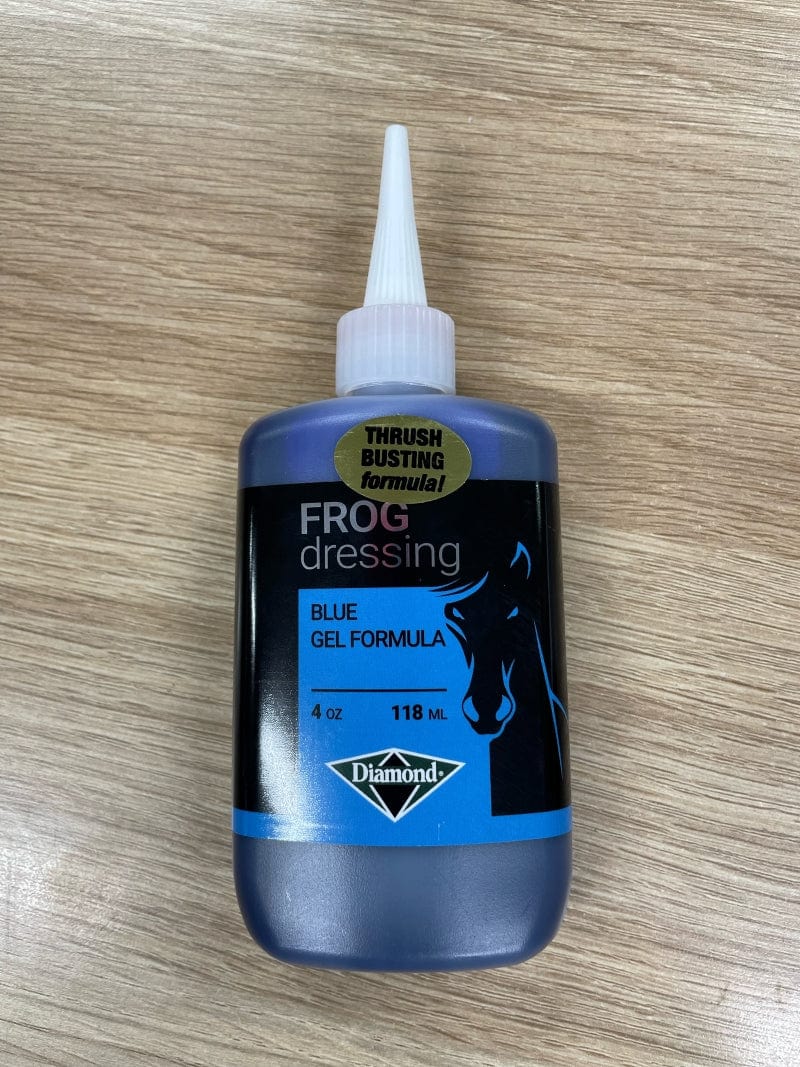 THRUSH
BUSTING
formula!
FROG
dressing
BLUE
GEL FORMULA
4 OZ 118 ML
Diamond®